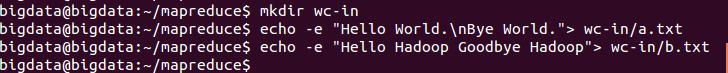 bigdata@bigdata:~/mapreduce$ mkdir wc-in
bigdata@bigdata:~/mapreduce$ echo -e "Hello World.\nBye World."> wc-in/a.txt
bigdata@bigdata:~/mapreduce$ echo -e "Hello Hadoop Goodbye Hadoop"> wc-in/b.txt
bigdata@bigdata:~/mapreduce$